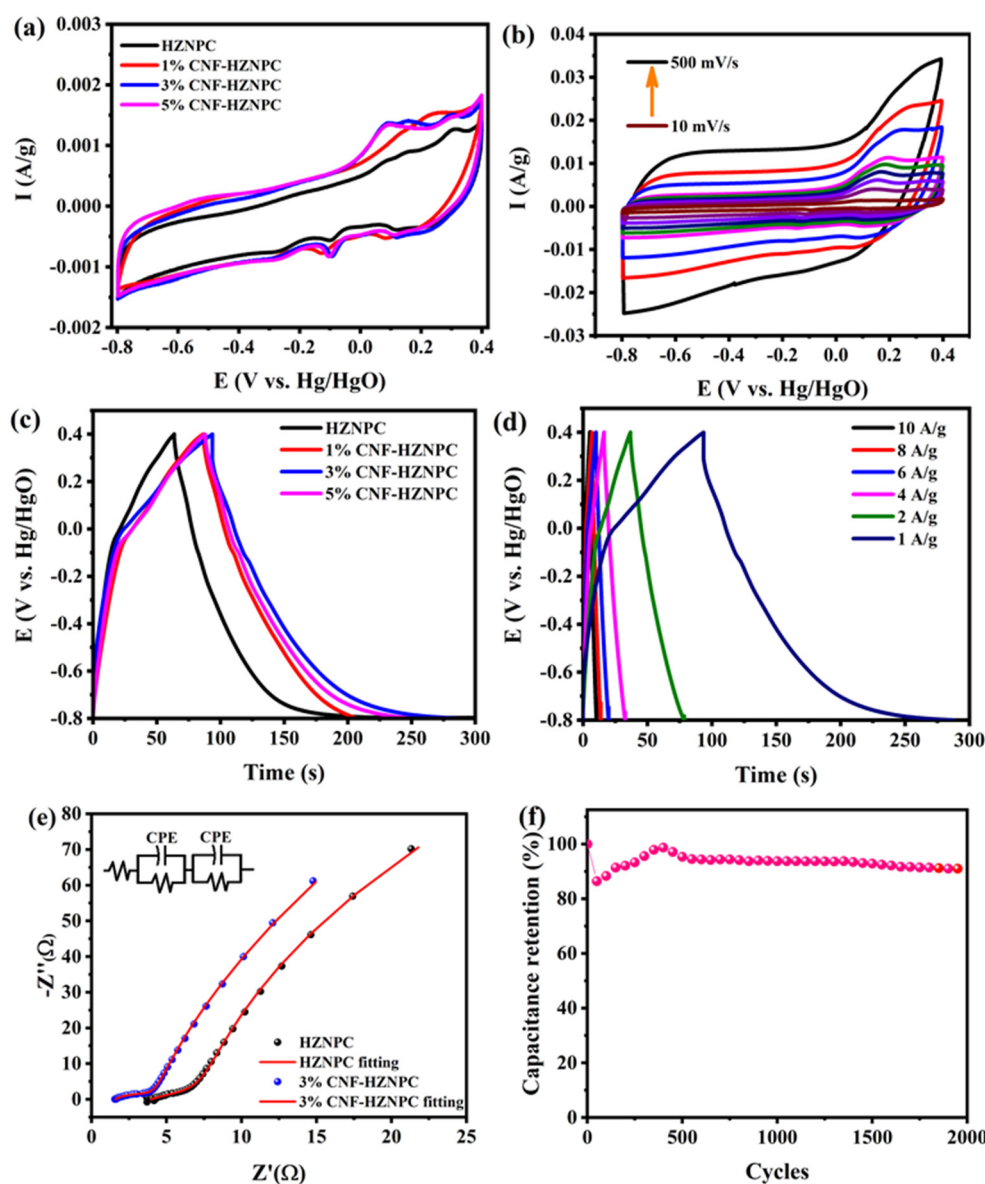 (a)
HZNPC
1% CNF-HZNPC
3% CNF-HZNPC
5% CNF-HZNPC
I (A/g)
0.003
0.002
0.001
0.000
-0.001
-0.002
-0.8 -0.6 -0.4 -0.2 0.0 0.2 0.4
E (V vs. Hg/HgO)
(b)
500 mV/s
10 mV/s
I (A/g)
0.04
0.03
0.02
0.01
0.00
-0.01
-0.02
-0.03
-0.8 -0.6 -0.4 -0.2 0.0 0.2 0.4
E (V vs. Hg/HgO)
(c)
HZNPC
1% CNF-HZNPC
3% CNF-HZNPC
5% CNF-HZNPC
E (V vs. Hg/HgO)
0.4
0.2
0.0
-0.2
-0.4
-0.6
-0.8
0 50 100 150 200 250 300
Time (s)
(d)
10 A/g
8 A/g
6 A/g
4 A/g
2 A/g
1 A/g
E (V vs. Hg/HgO)
0.4
0.2
0.0
-0.2
-0.4
-0.6
-0.8
0 50 100 150 200 250 300
Time (s)
(e)
CPE CPE
-Z''(Ω)
80
70
60
50
40
30
20
10
0
HZNPC
HZNPC fitting
3% CNF-HZNPC
3% CNF-HZNPC fitting
0 5 10 15 20 25
Z'(Ω)
(f)
Capacitance retention (%)
120
100
80
60
40
20
0
0 500 1000 1500 2000
Cycles